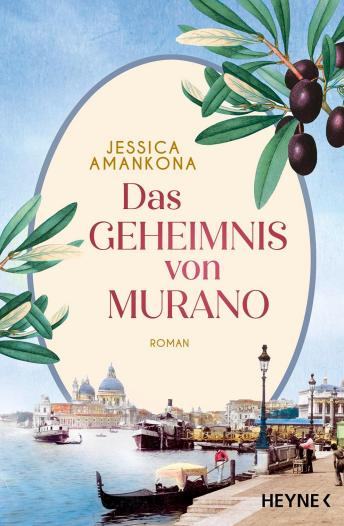 JESSICA
AMANKONA
Das
GEHEIMNIS
von
MURANO
ROMAN
HEYNE<